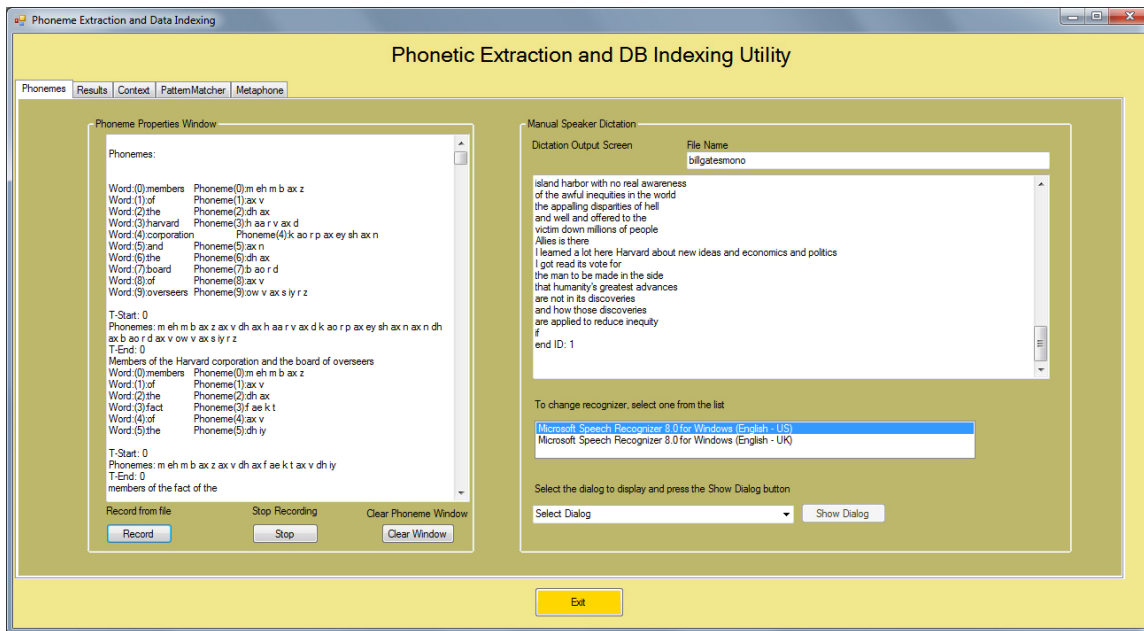 Phoneme Extraction and Data Indexing
Phonetic Extraction and DB Indexing Utility
Phonemes Results Context PatternMatcher Metaphone
Phoneme Properties Window
Phonemes:
Word:(0):members Phoneme(0):m eh m b ax z
Word:(1):of Phoneme(1):ax v
Word:(2):the Phoneme(2):dh ax
Word:(3):harvard Phoneme(3):h aa r v ax d
Word:(4):corporation Phoneme(4):k ao r p ax ey sh ax n
Word:(5):and Phoneme(5):ax n
Word:(6):the Phoneme(6):dh ax
Word:(7):board Phoneme(7):b ao r d
Word:(8):of Phoneme(8):ax v
Word:(9):overseers Phoneme(9):ow v ax s iy r z
T-Start: 0
Phonemes: m eh m b ax z ax v dh ax h aa r v ax d k ao r p ax ey sh ax n ax n dh
ax b ao r d ax v ow v ax s iy r z
T-End: 0
Members of the Harvard corporation and the board of overseers
Word:(0):members Phoneme(0):m eh m b ax z
Word:(1):of Phoneme(1):ax v
Word:(2):the Phoneme(2):dh ax
Word:(3):fact Phoneme(3):f ae k t
Word:(4):of Phoneme(4):ax v
Word:(5):the Phoneme(5):dh iy
T-Start: 0
Phonemes: m eh m b ax z ax v dh ax f ae k t ax v dh iy
T-End: 0
members of the fact of the
Record from file Stop Recording Clear Phoneme Window
Record Stop Clear Window
Manual Speaker Dictation
Dictation Output Screen File Name
billgatesmono
island harbor with no real awareness
of the awful inequities in the world
the appalling disparities of hell
and well and offered to the
victim down millions of people
Allies is there
I learned a lot here Harvard about new ideas and economics and politics
I got read its vote for
the man to be made in the side
that humanity's greatest advances
are not in its discoveries
and how those discoveries
are applied to reduce inequity
if
end ID: 1
To change recognizer, select one from the list
Microsoft Speech Recognizer 8.0 for Windows (English - US)
Microsoft Speech Recognizer 8.0 for Windows (English - UK)
Select the dialog to display and press the Show Dialog button
Select Dialog Show Dialog
Exit